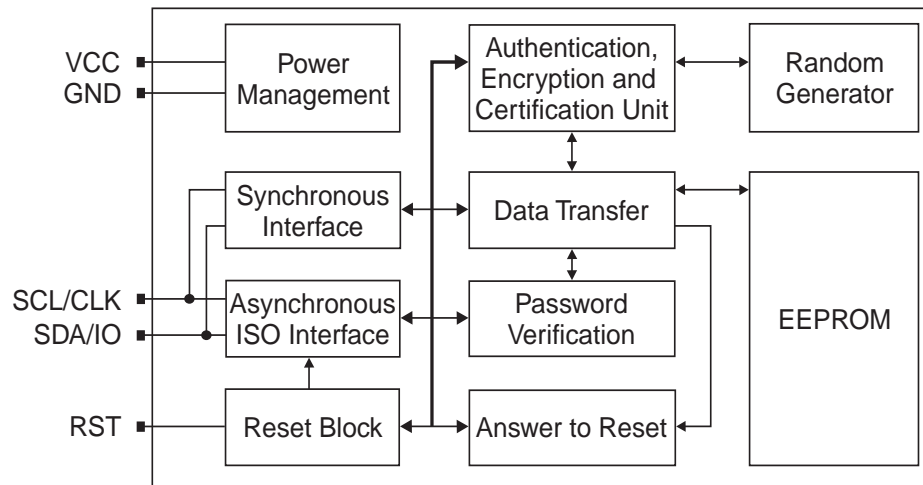 VCC
GND
Power
Management
Authentication,
Encryption and
Certification Unit
Random
Generator
Synchronous
Interface
Data Transfer
EEPROM
SCL/CLK
SDA/IO
Asynchronous
ISO Interface
Password
Verification
RST
Reset Block
Answer to Reset